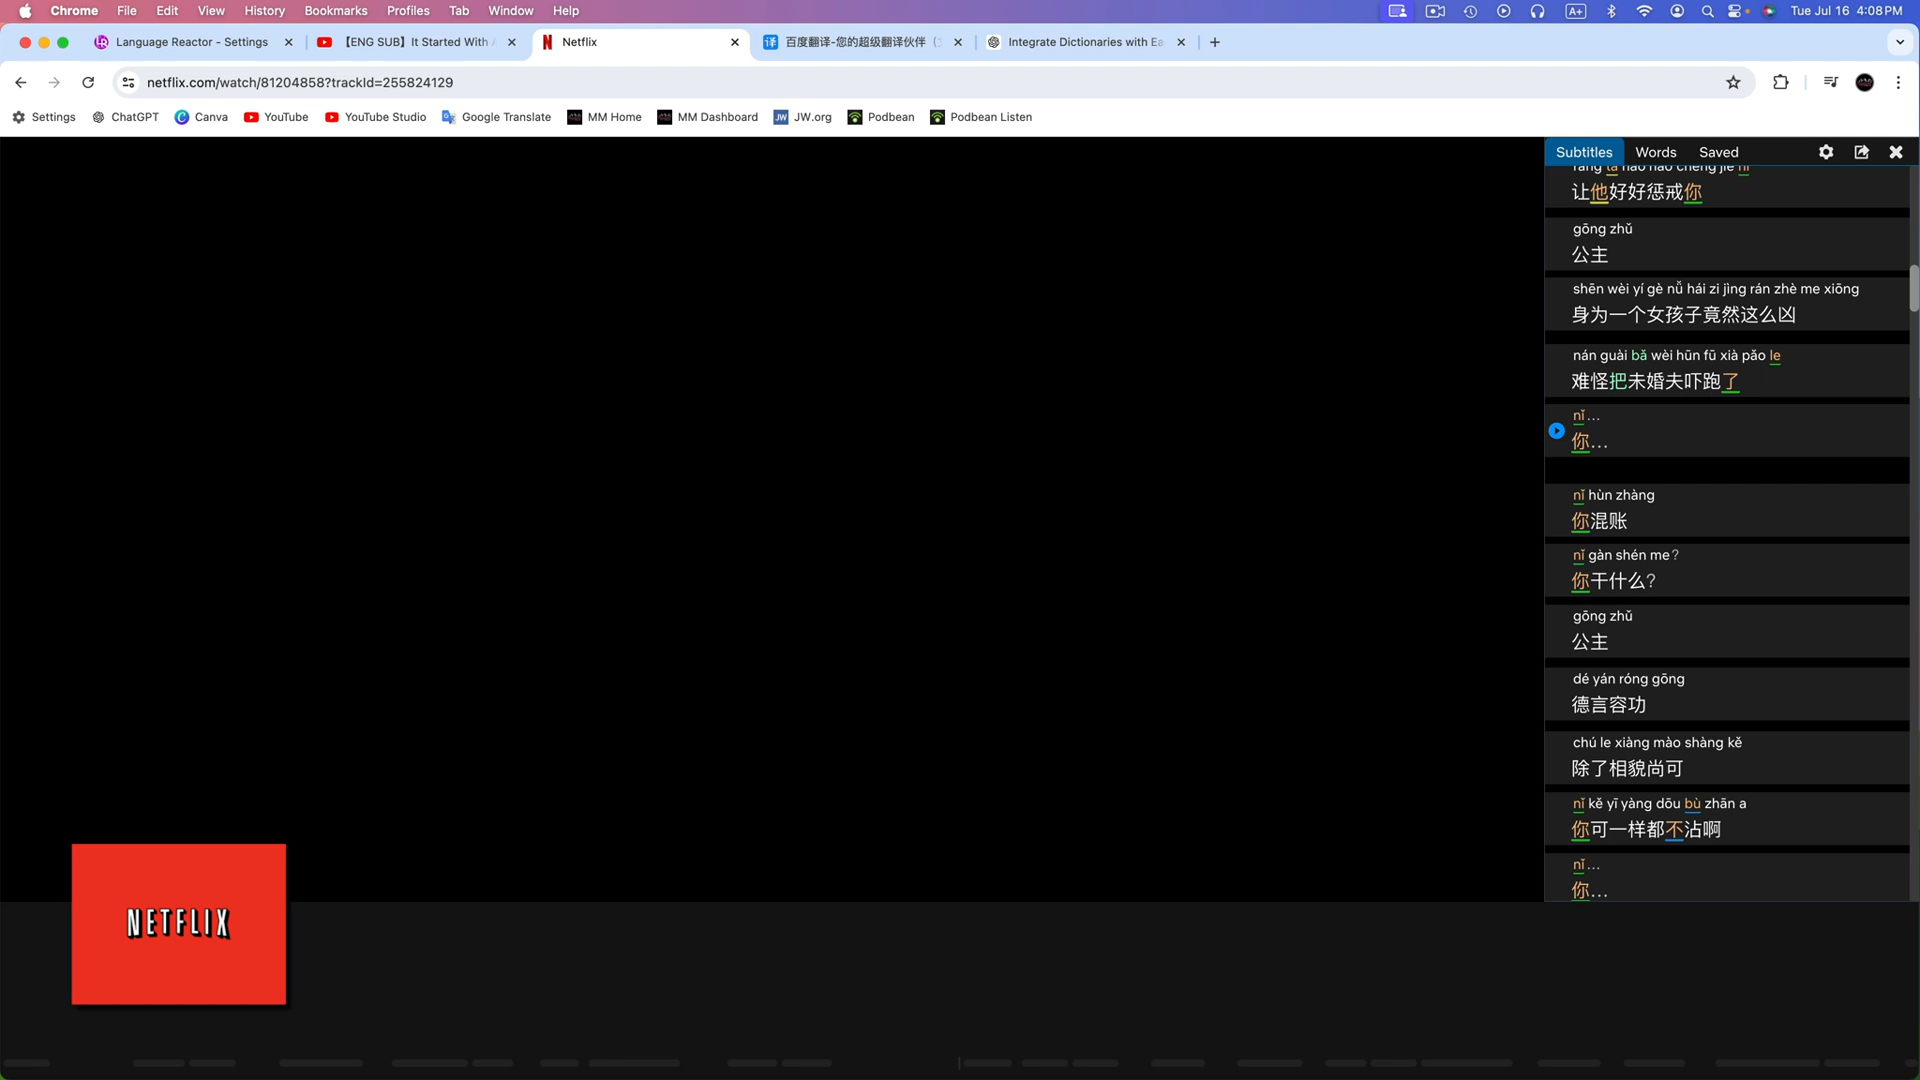 Chrome File Edit View History Bookmarks Profiles Tab Window Help Tue Jul 16 4:08 PM
Language Reactor - Settings
【ENG SUB】It Started With
Netflix
百度翻译-您的超级翻译伙伴
Integrate Dictionaries with Ea
netflix.com/watch/81204858?trackId=255824129
Settings ChatGPT Canva YouTube YouTube Studio Google Translate MM Home MM Dashboard JW.org Podbean Podbean Listen
Subtitles Words Saved
ràng tā hǎo hǎo chéng jiè nǐ
让他好好惩戒你
gōng zhǔ
公主
shēn wèi yí gè nǚ hái zi jìng rán zhè me xiōng
身为一个女孩子竟然这么凶
nán guài bǎ wèi hūn fū xià pǎo le
难怪把未婚夫吓跑了
nǐ…
你…
nǐ hùn zhàng
你混账
nǐ gàn shén me？
你干什么？
gōng zhǔ
公主
dé yán róng gōng
德言容功
chú le xiàng mào shàng kě
除了相貌尚可
nǐ kě yī yàng dōu bù zhān a
你可一样都不沾啊
nǐ…
你…
NETFLIX